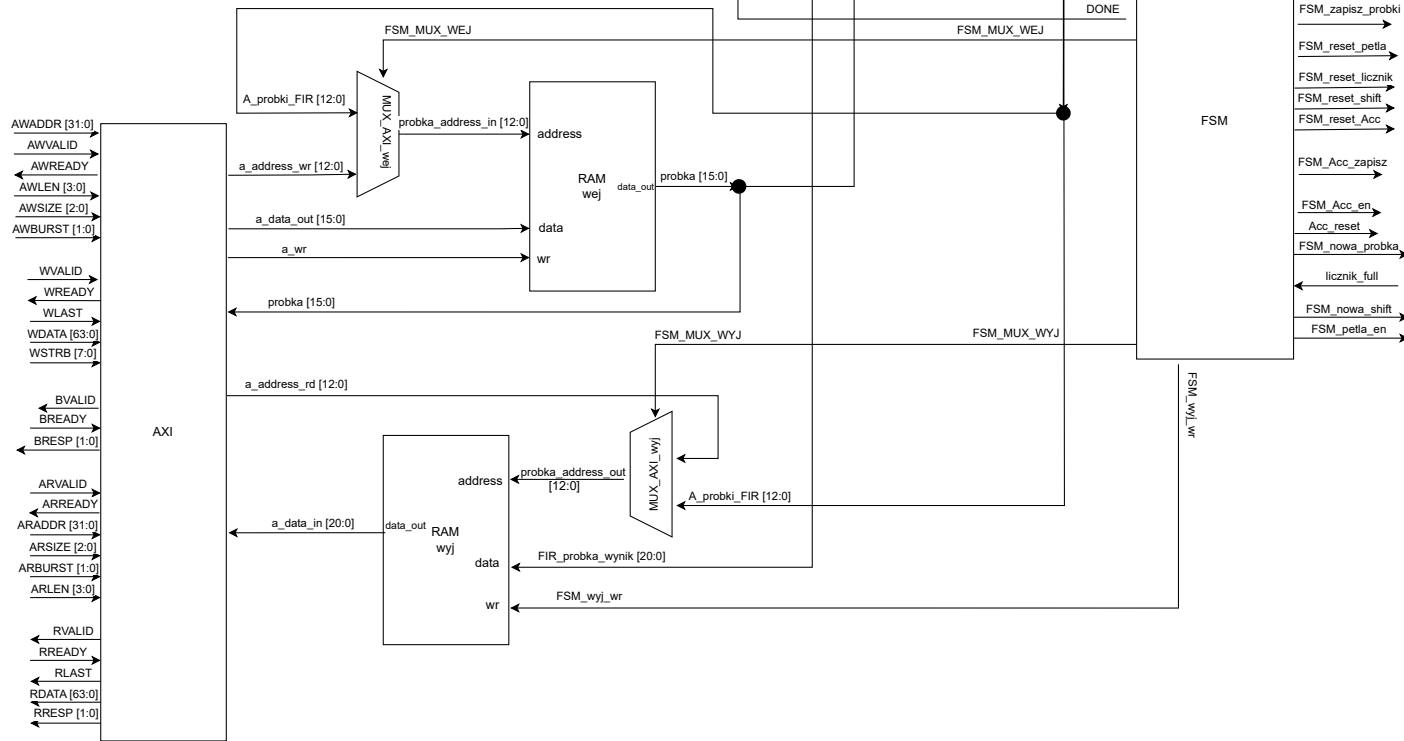 DONE
FSM_zapisz_probki
FSM_MUX_WEJ
FSM_MUX_WEJ
FSM_reset_petla
FSM_reset_licznik
FSM_reset_shift
FSM_reset_Acc
FSM
FSM_Acc_zapisz
FSM_Acc_en
Acc_reset
FSM_nowa_probka
licznik_full
FSM_nowa_shift
FSM_petla_en
A_probki_FIR [12:0]
MUX_AXI_wej
probka_address_in [12:0]
address
a_address_wr [12:0]
RAM
wej
data_out
probka [15:0]
a_data_out [15:0]
data
a_wr
wr
probka [15:0]
FSM_MUX_WYJ
FSM_MUX_WYJ
FSM_wyj_wr
a_address_rd [12:0]
MUX_AXI_wyj
probka_address_out
[12:0]
address
A_probki_FIR [12:0]
a_data_in [20:0]
data_out
RAM
wyj
data
FIR_probka_wynik [20:0]
wr
FSM_wyj_wr
AXI
AWADDR [31:0]
AWVALID
AWREADY
AWLEN [3:0]
AWSIZE [2:0]
AWBURST [1:0]
WVALID
WREADY
WLAST
WDATA [63:0]
WSTRB [7:0]
BVALID
BREADY
BRESP [1:0]
ARVALID
ARREADY
ARADDR [31:0]
ARSIZE [2:0]
ARBURST [1:0]
ARLEN [3:0]
RVALID
RREADY
RLAST
RDATA [63:0]
RRESP [1:0]